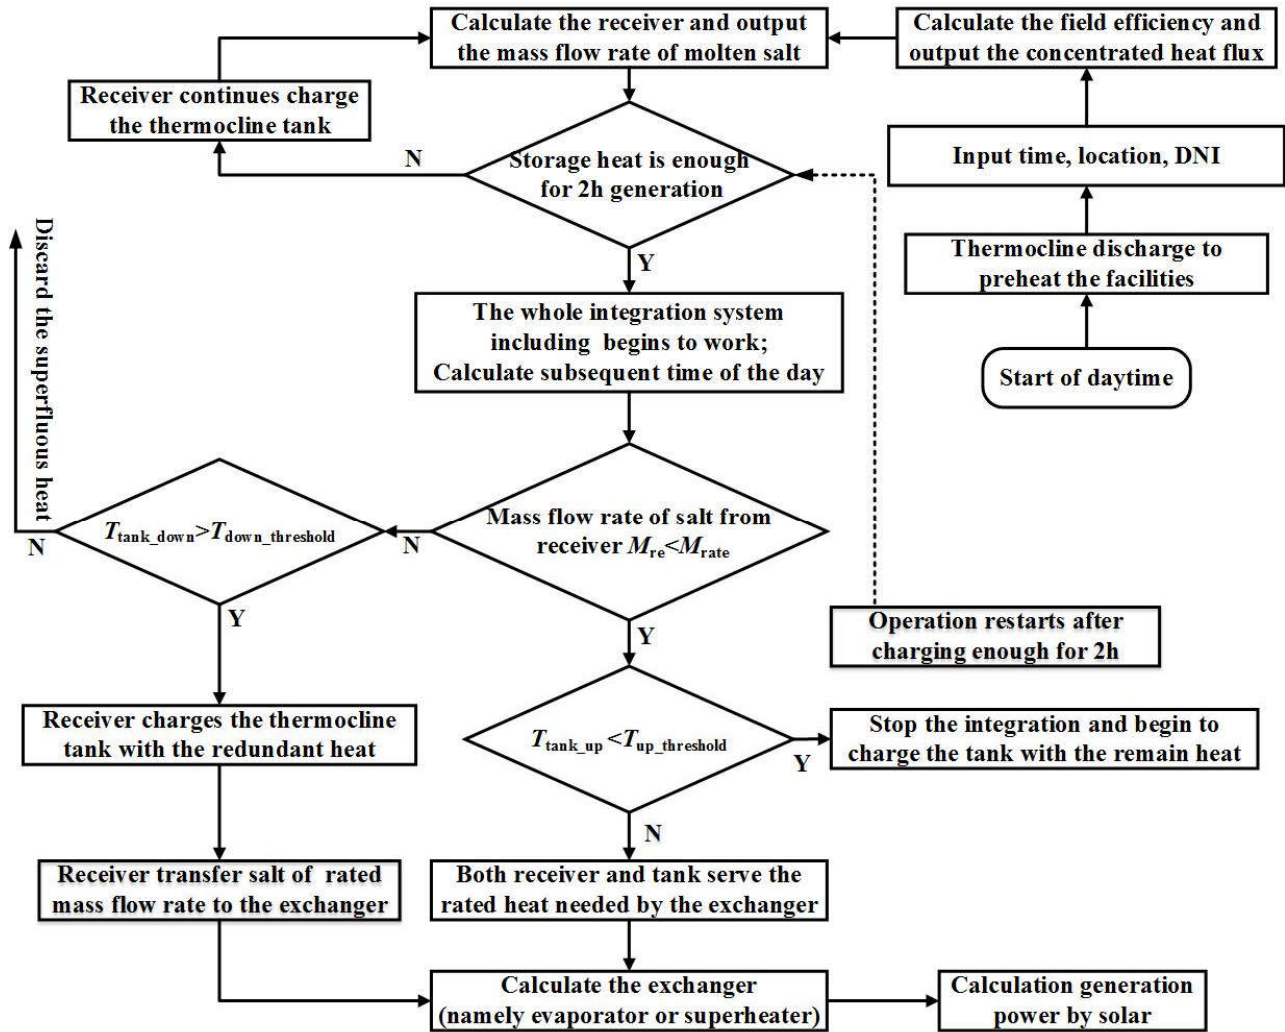 Calculate the receiver and output
the mass flow rate of molten salt
Calculate the field efficiency and
output the concentrated heat flux
Receiver continues charge
the thermocline tank
N
Storage heat is enough
for 2h generation
Y
Input time, location, DNI
Thermocline discharge to
preheat the facilities
Start of daytime
Discard the superfluous heat
The whole integration system
including begins to work;
Calculate subsequent time of the day
T tank_down>T down_threshold
N
Y
Mass flow rate of salt from
receiver M re<M rate
N
Y
Operation restarts after
charging enough for 2h
Receiver charges the thermocline
tank with the redundant heat
T tank_up <T up_threshold
Y
N
Stop the integration and begin to
charge the tank with the remain heat
Receiver transfer salt of rated
mass flow rate to the exchanger
Both receiver and tank serve the
rated heat needed by the exchanger
Calculate the exchanger
(namely evaporator or superheater)
Calculation generation
power by solar